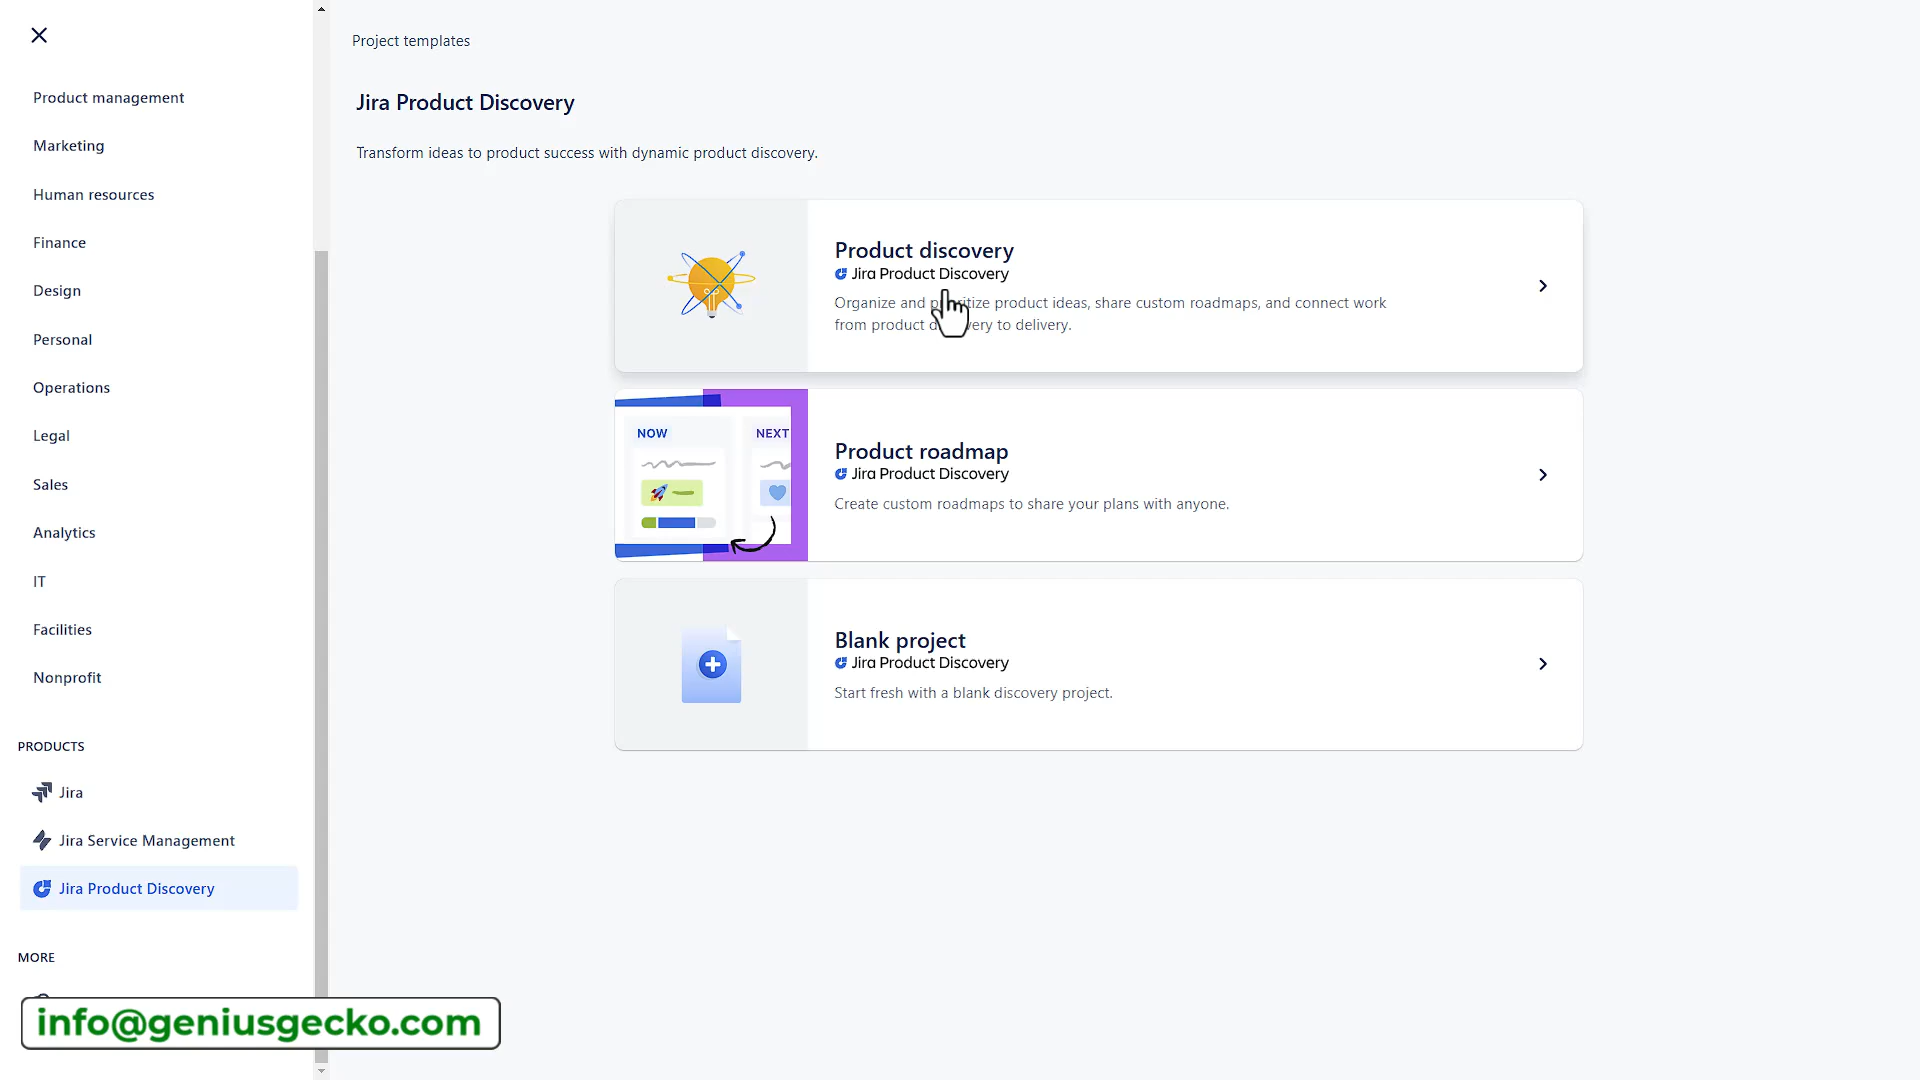 Project templates
Product management
Marketing
Human resources
Finance
Design
Personal
Operations
Legal
Sales
Analytics
IT
Facilities
Nonprofit
PRODUCTS
Jira
Jira Service Management
Jira Product Discovery
MORE
info@geniusgecko.com
Jira Product Discovery
Transform ideas to product success with dynamic product discovery.
Product discovery
Jira Product Discovery
Organize and prioritize product ideas, share custom roadmaps, and connect work
from product discovery to delivery.
NOW
NEXT
Product roadmap
Jira Product Discovery
Create custom roadmaps to share your plans with anyone.
Blank project
Jira Product Discovery
Start fresh with a blank discovery project.